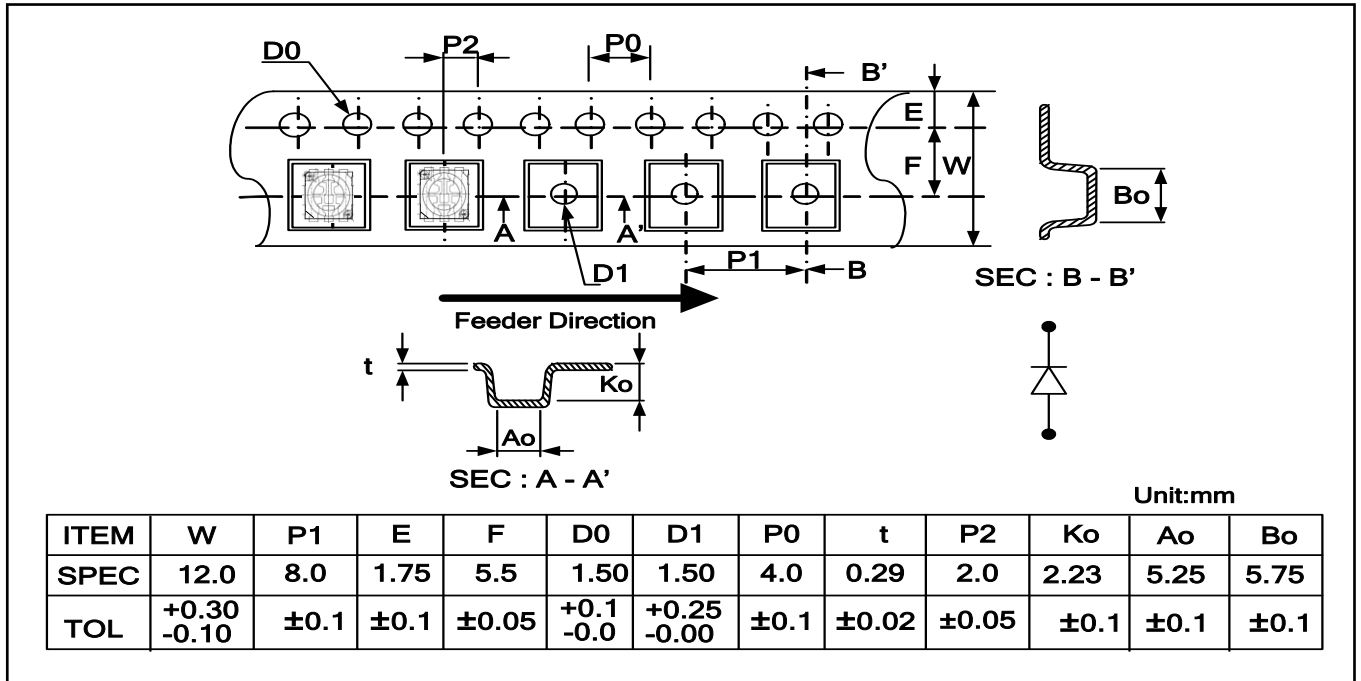 D0
P2
P0
B'
E
F
W
Bo
A
A'
D1
P1
B
SEC : B - B'
Feeder Direction
t
Ko
Ao
SEC : A - A'
Unit:mm
ITEM W P1 E F D0 D1 P0 t P2 Ko Ao Bo
SPEC 12.0 8.0 1.75 5.5 1.50 1.50 4.0 0.29 2.0 2.23 5.25 5.75
TOL +0.30 -0.10 ±0.1 ±0.1 ±0.05 +0.1 -0.0 +0.25 -0.00 ±0.1 ±0.02 ±0.05 ±0.1 ±0.1 ±0.1